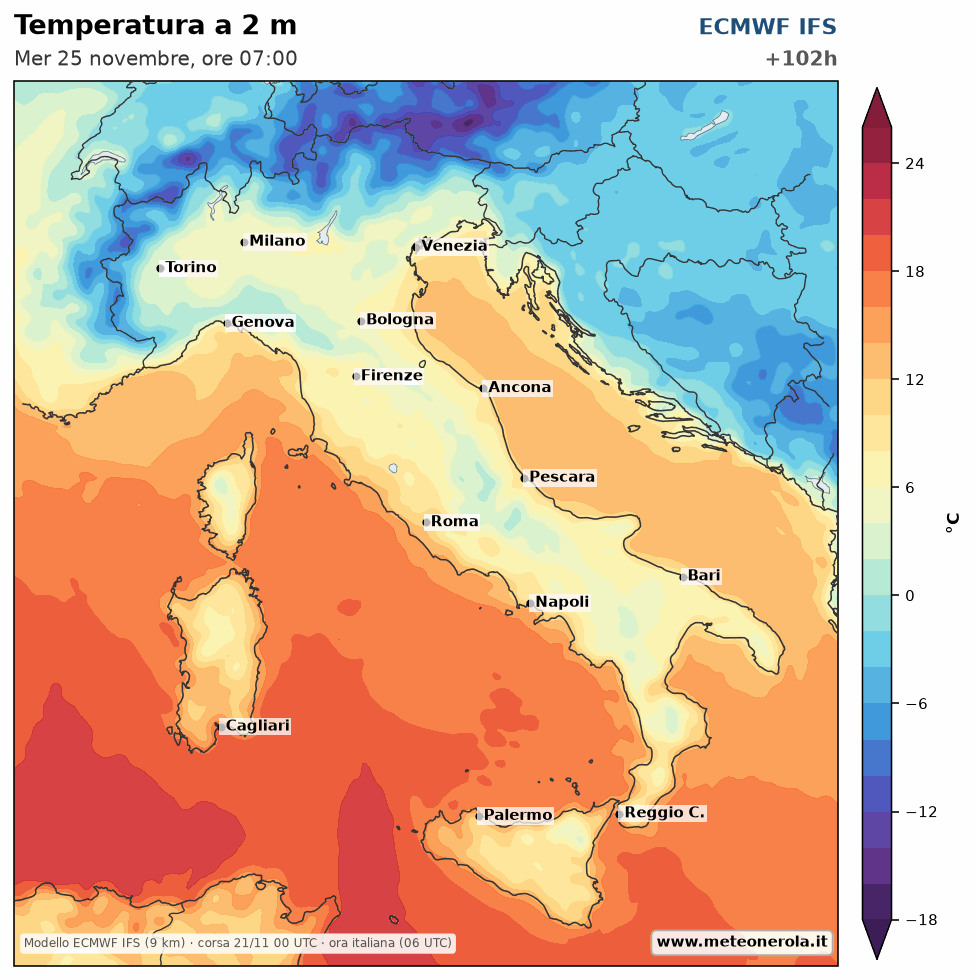 Temperatura a 2 m
ECMWF IFS
Mer 25 novembre, ore 07:00
+102h
Milano
Venezia
Torino
Genova
Bologna
Firenze
Ancona
Pescara
Roma
Bari
Napoli
Cagliari
Palermo
Reggio C.
24
18
12
6
0
−6
−12
−18
°C
Modello ECMWF IFS (9 km) · corsa 21/11 00 UTC · ora italiana (06 UTC)
www.meteonerola.it